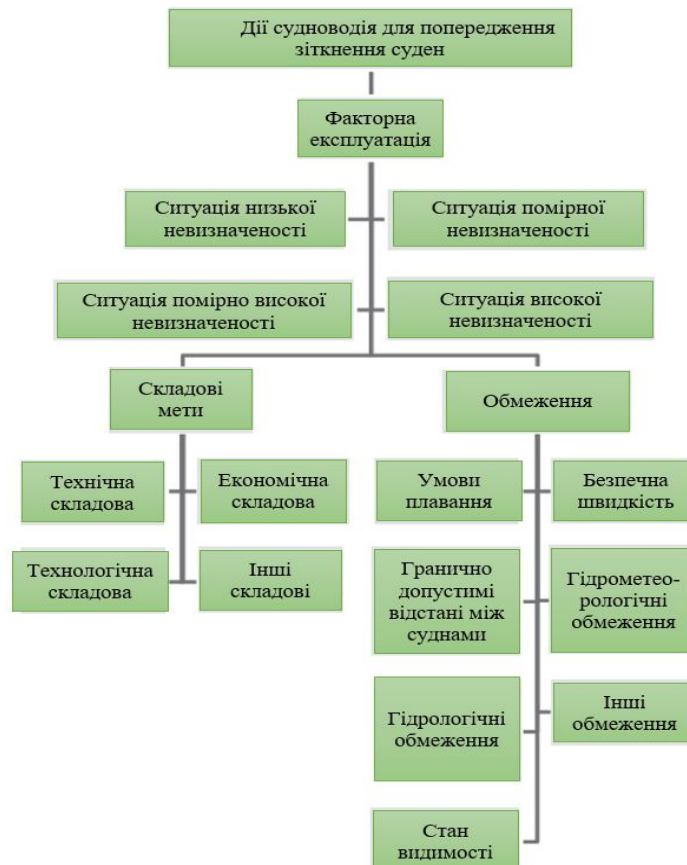 Дії судноводія для попередження
зіткнення суден
Факторна
експлуатація
Ситуація низької
невизначеності
Ситуація помірної
невизначеності
Ситуація помірно високої
невизначеності
Ситуація високої
невизначеності
Складові
мети
Обмеження
Технічна
складова
Економічна
складова
Умови
плавання
Безпечна
швидкість
Технологічна
складова
Інші
складові
Гранично
допустимі
відстані між
суднами
Гідрометео-
рологічні
обмеження
Гідрологічні
обмеження
Інші
обмеження
Стан
видимості